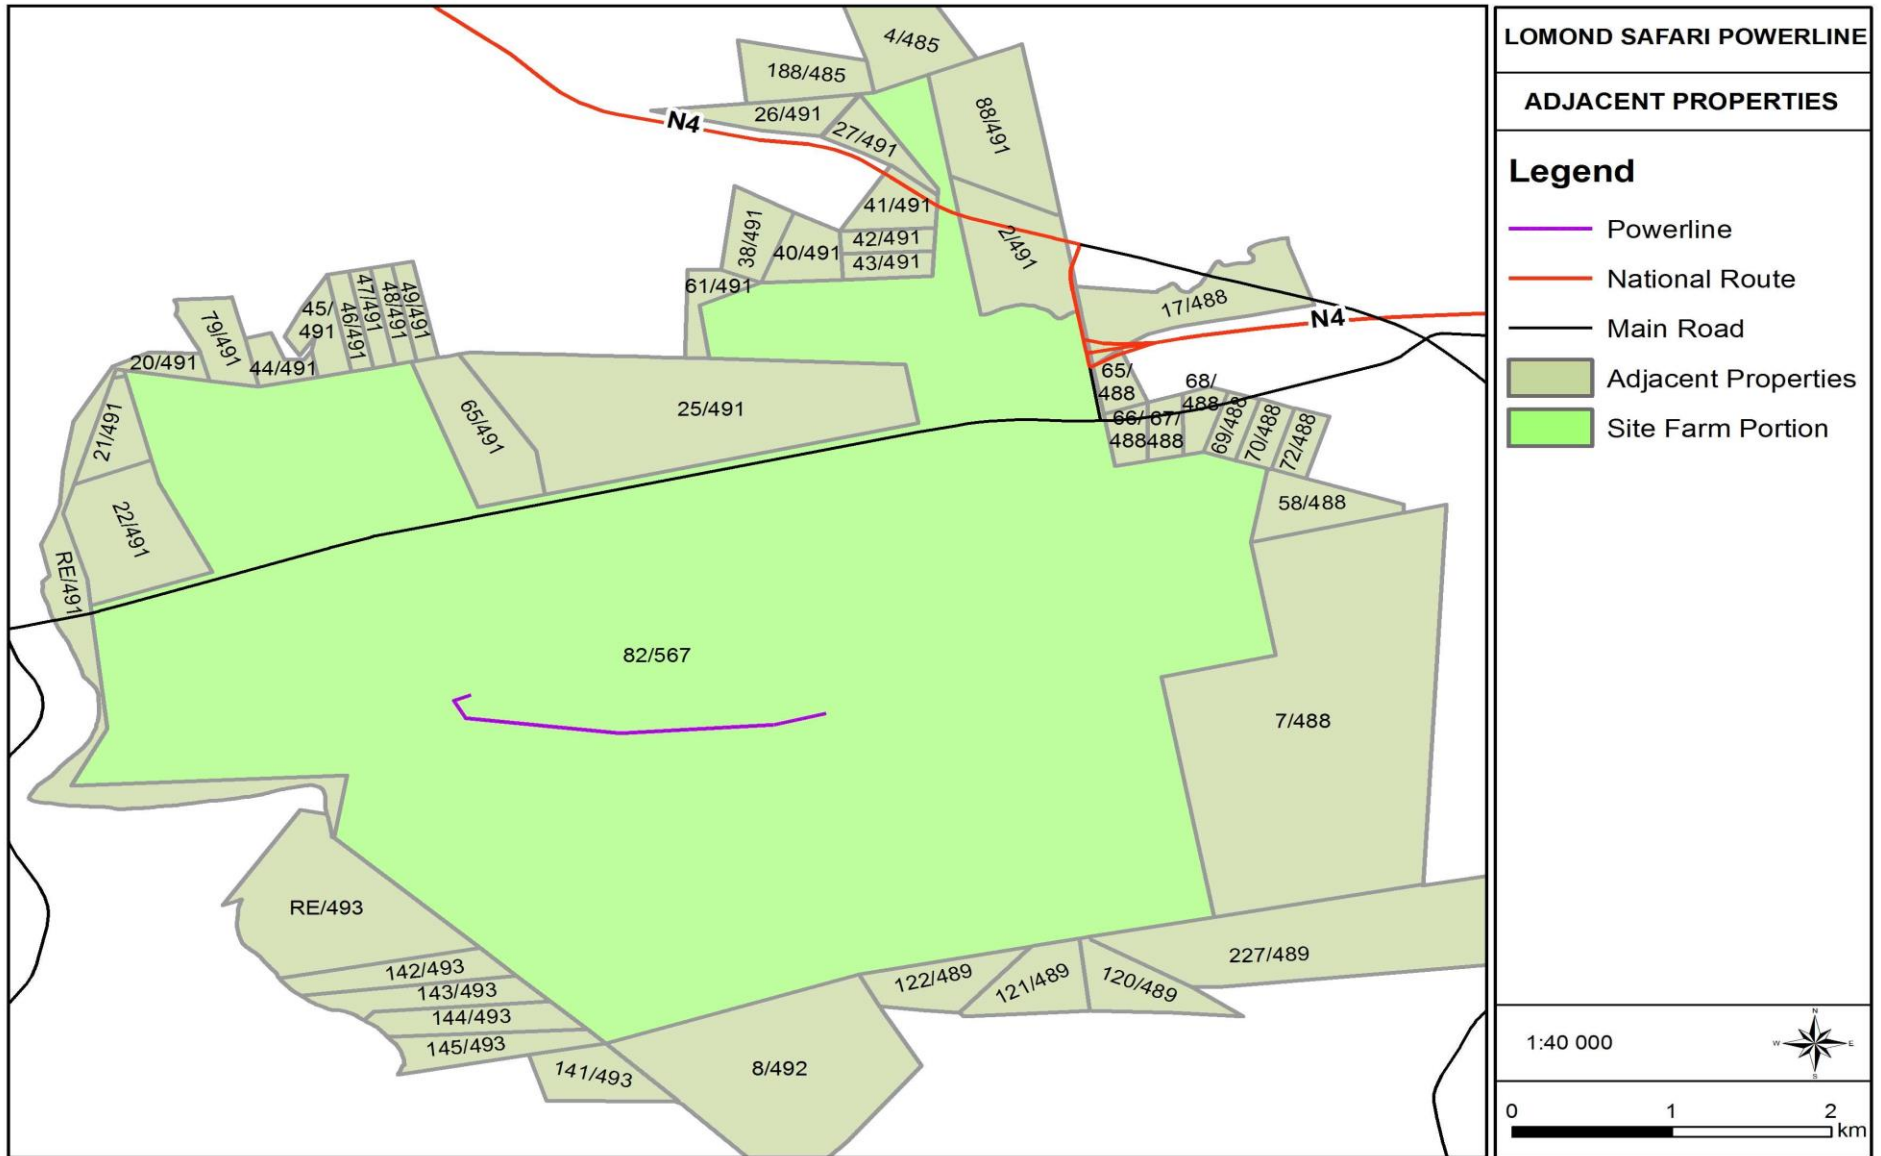 4/485
188/485
88/491
26/491
N4
27/491
41/491
38/491
42/491
40/491
2/491
43/491
61/491
17/488
N4
45/
491
46/491
47/491
48/491
49/491
79/491
20/491
44/491
65/
488
68/
488
25/491
65/491
21/491
66/
488
67/
488
69/488
70/488
72/488
58/488
22/491
RE/491
82/567
7/488
RE/493
142/493
143/493
144/493
145/493
141/493
8/492
122/489
121/489
120/489
227/489
LOMOND SAFARI POWERLINE
ADJACENT PROPERTIES
Legend
Powerline
National Route
Main Road
Adjacent Properties
Site Farm Portion
1:40 000
N
W
E
S
0 1 2
km